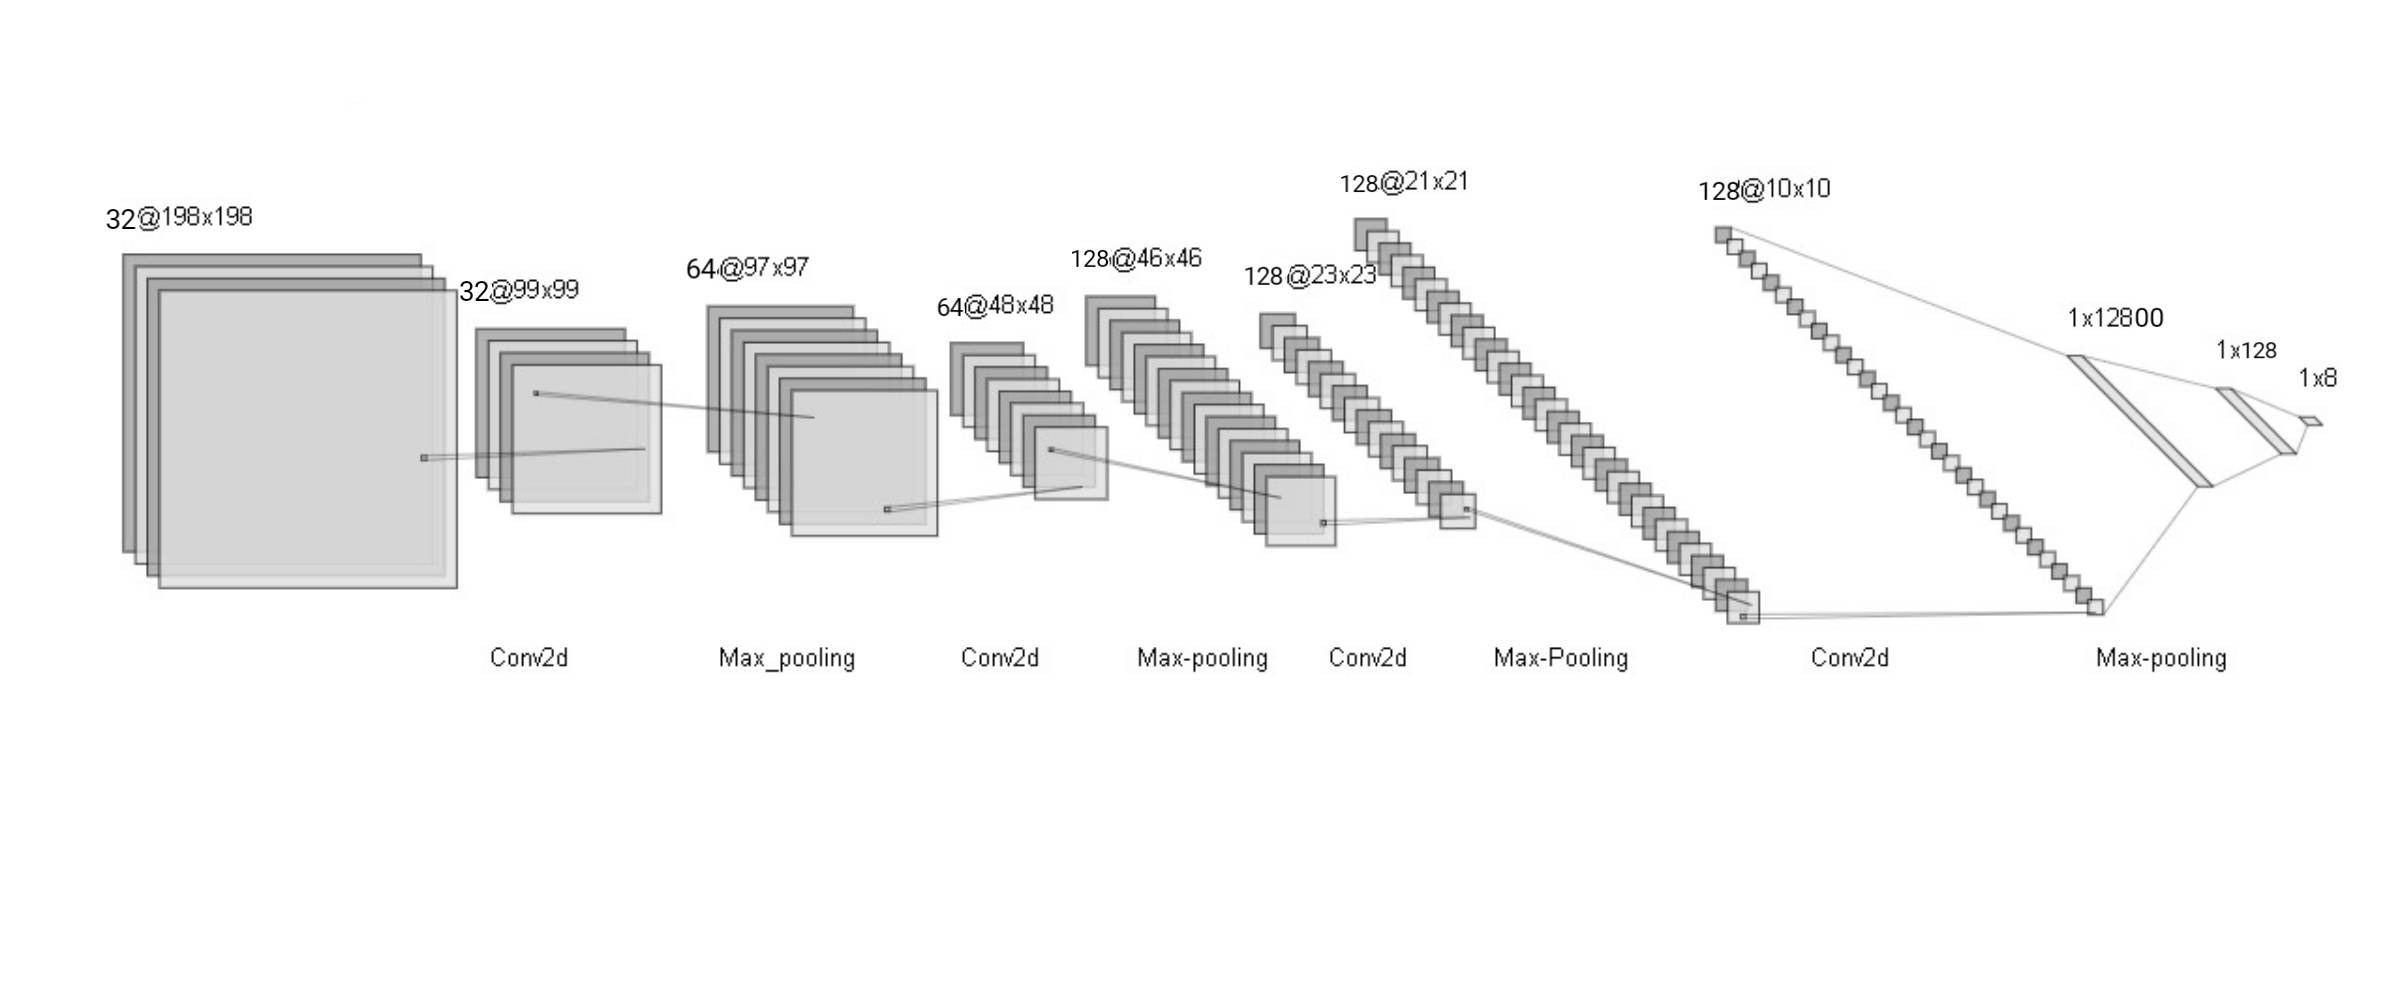 32@198x198
32@99x99
64@97x97
64@48x48
128@46x46
128@23x23
128@21x21
128@10x10
1x12800
1x128
1x8
Conv2d
Max_pooling
Conv2d
Max-pooling
Conv2d
Max-Pooling
Conv2d
Max-pooling